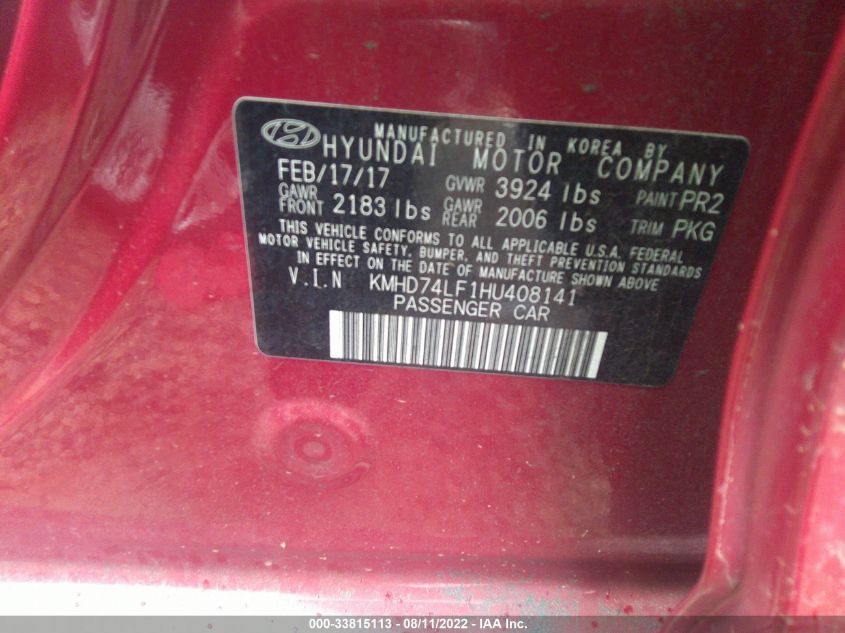 MANUFACTURED IN KOREA BY
HYUNDAI MOTOR COMPANY
FEB/17/17 GVWR 3924 lbs PAINT PR2
GAWR FRONT 2183 lbs GAWR REAR 2006 lbs TRIM PKG
THIS VEHICLE CONFORMS TO ALL APPLICABLE U.S.A. FEDERAL
MOTOR VEHICLE SAFETY, BUMPER, AND THEFT PREVENTION STANDARDS
IN EFFECT ON THE DATE OF MANUFACTURE SHOWN ABOVE
V.I.N KMHD74LF1HU408141
PASSENGER CAR
000-33815113 - 08/11/2022 - IAA Inc.